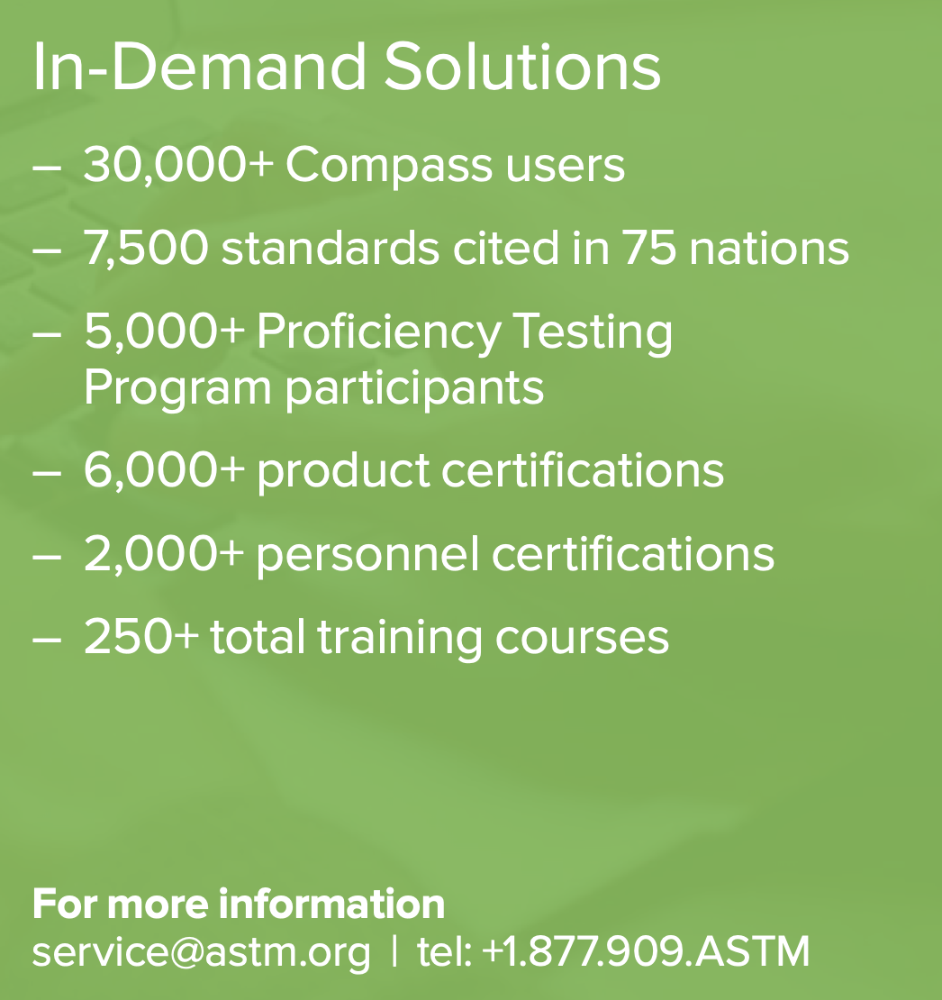 In-Demand Solutions
– 30,000+ Compass users
– 7,500 standards cited in 75 nations
– 5,000+ Proficiency Testing
Program participants
– 6,000+ product certifications
– 2,000+ personnel certifications
– 250+ total training courses
For more information
service@astm.org | tel: +1.877.909.ASTM